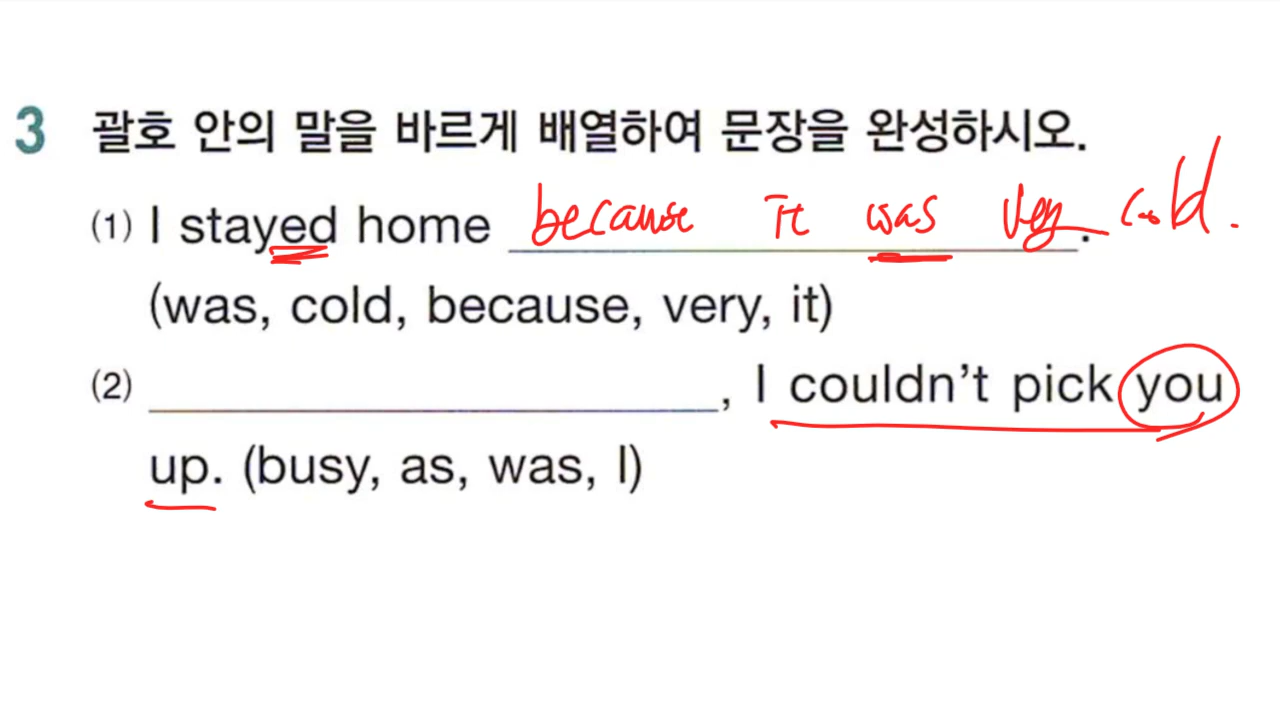 3 괄호 안의 말을 바르게 배열하여 문장을 완성하시오.
(1) I stayed home because it was very cold.
(was, cold, because, very, it)
(2) ____________, I couldn't pick you
up. (busy, as, was, I)